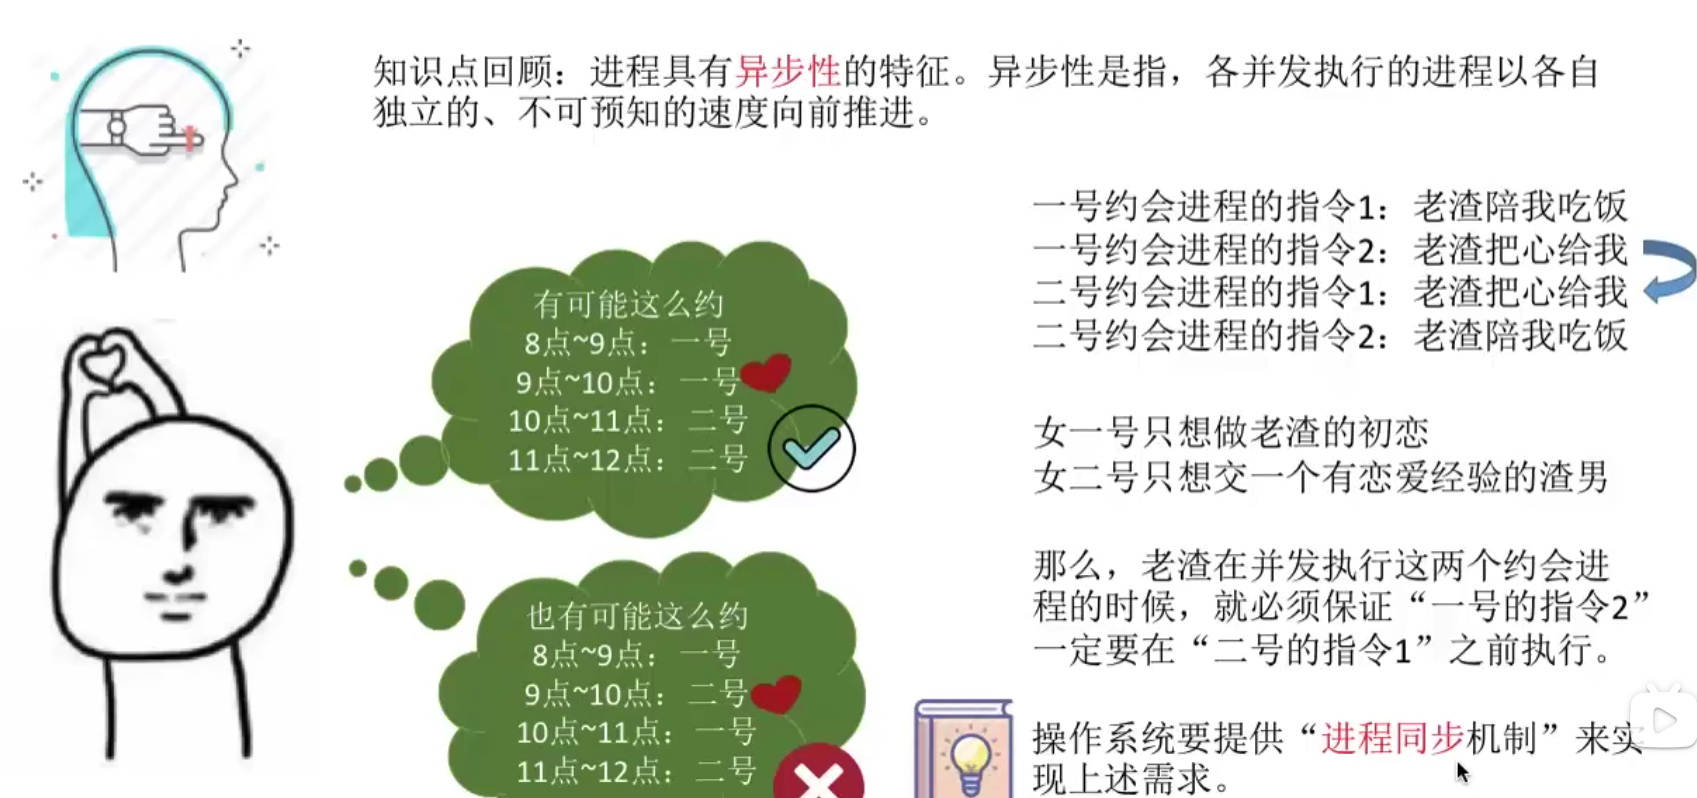 知识点回顾：进程具有异步性的特征。异步性是指，各并发执行的进程以各自
独立的、不可预知的速度向前推进。
有可能这么约
8点~9点：一号
9点~10点：一号
10点~11点：二号
11点~12点：二号
也有可能这么约
8点~9点：一号
9点~10点：二号
10点~11点：一号
11点~12点：二号
一号约会进程的指令1：老渣陪我吃饭
一号约会进程的指令2：老渣把心给我
二号约会进程的指令1：老渣把心给我
二号约会进程的指令2：老渣陪我吃饭
女一号只想做老渣的初恋
女二号只想交一个有恋爱经验的渣男
那么，老渣在并发执行这两个约会进
程的时候，就必须保证“一号的指令2”
一定要在“二号的指令1”之前执行。
操作系统要提供“进程同步机制”来实
现上述需求。